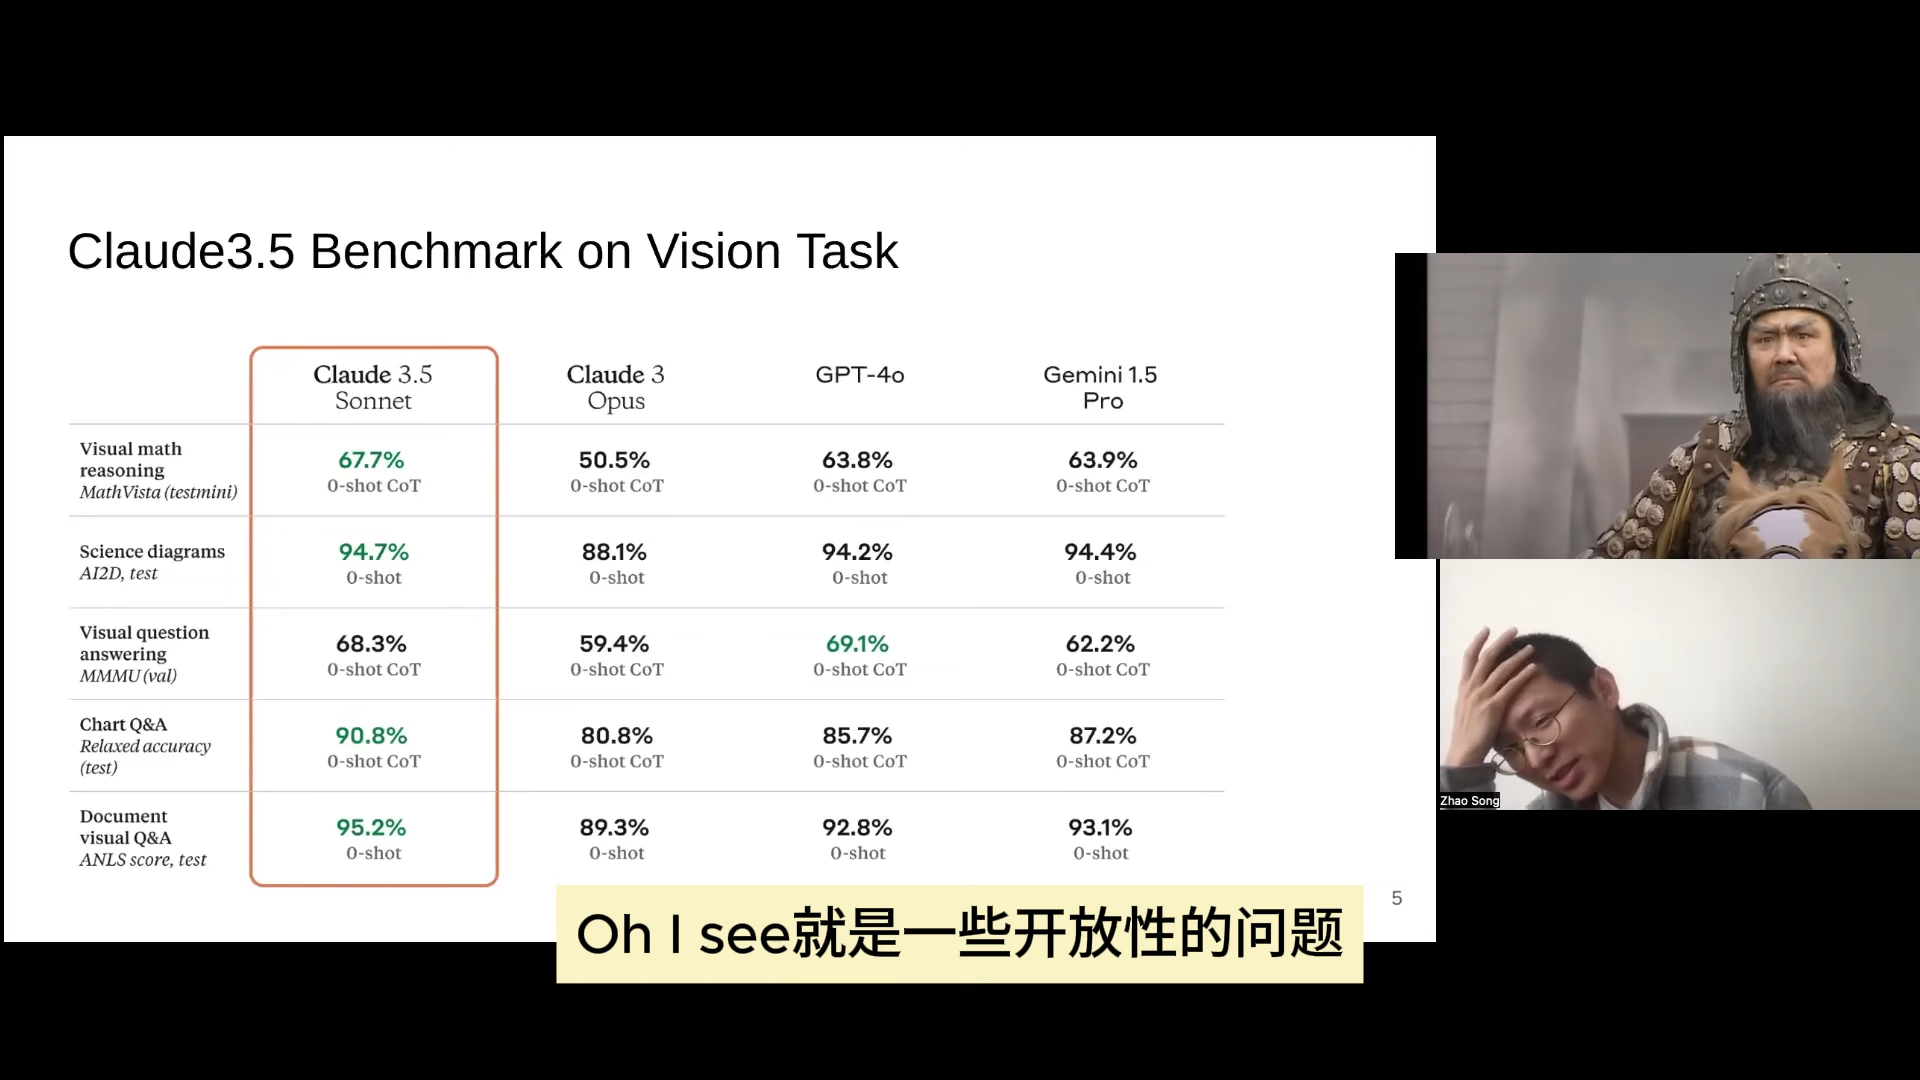 Claude3.5 Benchmark on Vision Task
Claude 3.5
Sonnet
Claude 3
Opus
GPT-4o
Gemini 1.5
Pro
Visual math
reasoning
MathVista (testmini)
67.7%
0-shot CoT
50.5%
0-shot CoT
63.8%
0-shot CoT
63.9%
0-shot CoT
Science diagrams
AI2D, test
94.7%
0-shot
88.1%
0-shot
94.2%
0-shot
94.4%
0-shot
Visual question
answering
MMMU (val)
68.3%
0-shot CoT
59.4%
0-shot CoT
69.1%
0-shot CoT
62.2%
0-shot CoT
Chart Q&A
Relaxed accuracy
(test)
90.8%
0-shot CoT
80.8%
0-shot CoT
85.7%
0-shot CoT
87.2%
0-shot CoT
Document
visual Q&A
ANLS score, test
95.2%
0-shot
89.3%
0-shot
92.8%
0-shot
93.1%
0-shot
5
Zhao Song
Oh I see就是一些开放性的问题